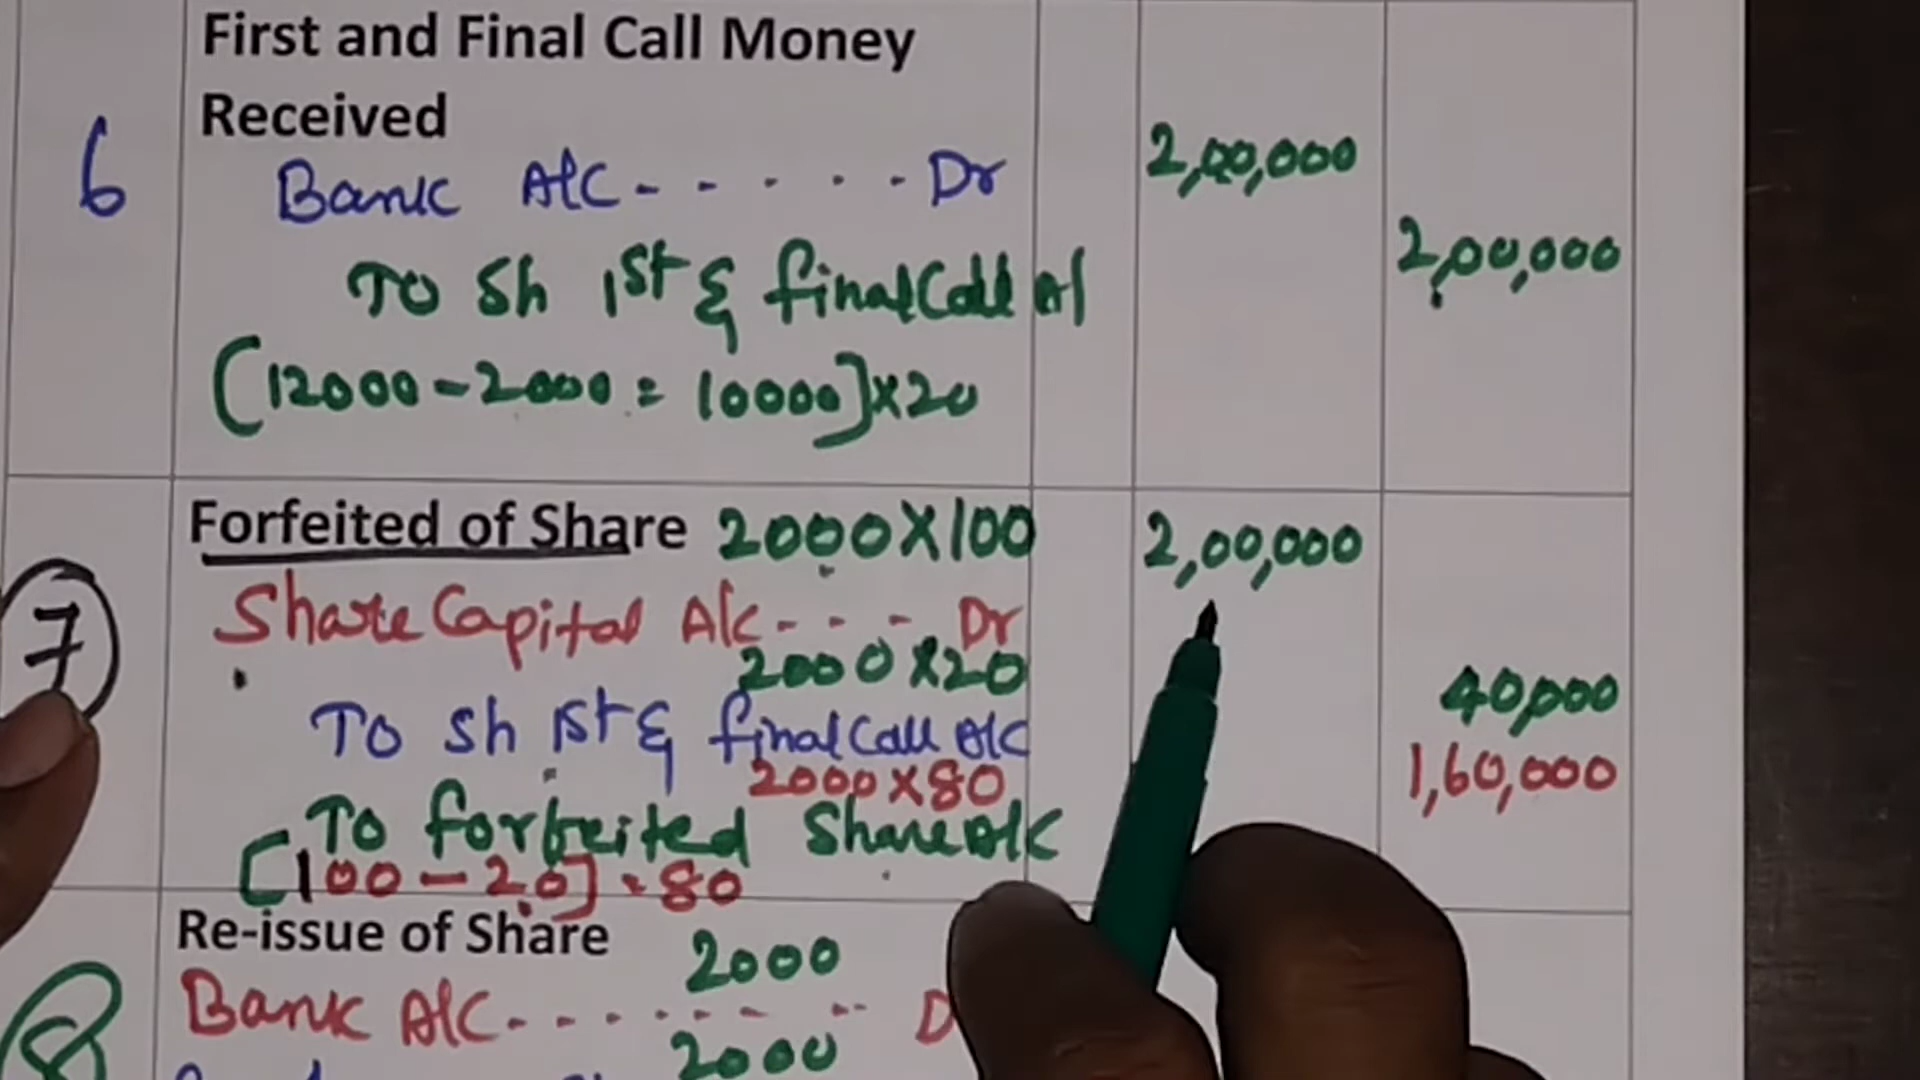 First and Final Call Money
Received
6
Bank A/C - - - - - Dr
2,00,000
To Sh 1st & final Call A/
2,00,000
[12000-2000 = 10000]×20
Forfeited of Share 2000×100
2,00,000
7
Share Capital A/c - - - Dr
2000×20
40,000
To Sh 1st & final Call A/C
2000×80
1,60,000
To forfeited Share A/C
[100-20] = 80
Re-issue of Share
2000
8
Bank A/C - - - - - - - - D
2000